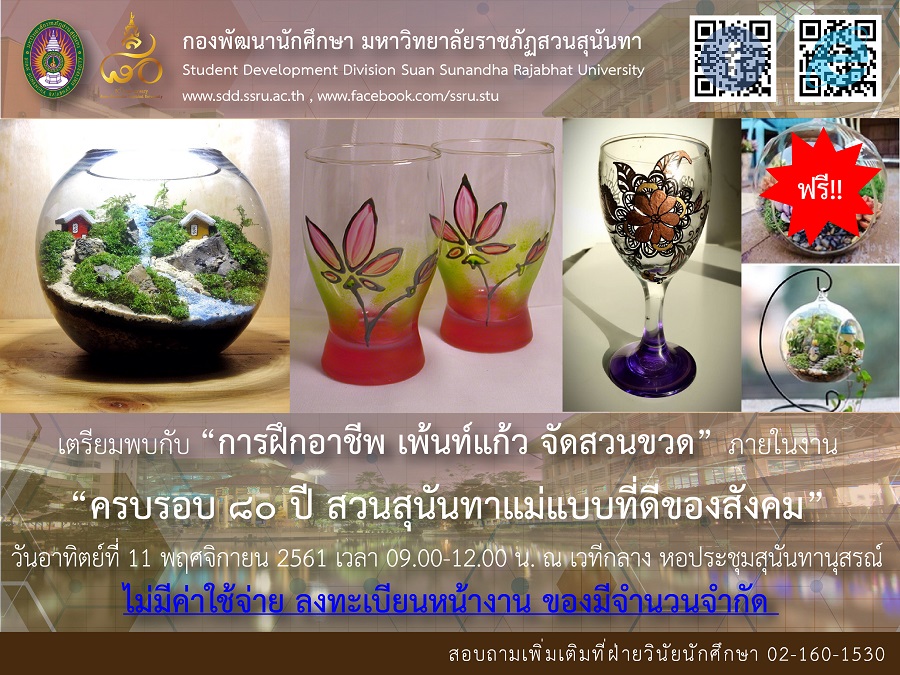 กองพัฒนานักศึกษา มหาวิทยาลัยราชภัฏสวนสุนันทา
Student Development Division Suan Sunandha Rajabhat University
www.sdd.ssru.ac.th , www.facebook.com/ssru.stu
ฟรี!!
เตรียมพบกับ “การฝึกอาชีพ เพ้นท์แก้ว จัดสวนขวด” ภายในงาน
“ครบรอบ ๘๐ ปี สวนสุนันทาแม่แบบที่ดีของสังคม”
วันอาทิตย์ที่ 11 พฤศจิกายน 2561 เวลา 09.00-12.00 น. ณ เวทีกลาง หอประชุมสุนันทานุสรณ์
ไม่มีค่าใช้จ่าย ลงทะเบียนหน้างาน ของมีจำนวนจำกัด
สอบถามเพิ่มเติมที่ฝ่ายวินัยนักศึกษา 02-160-1530